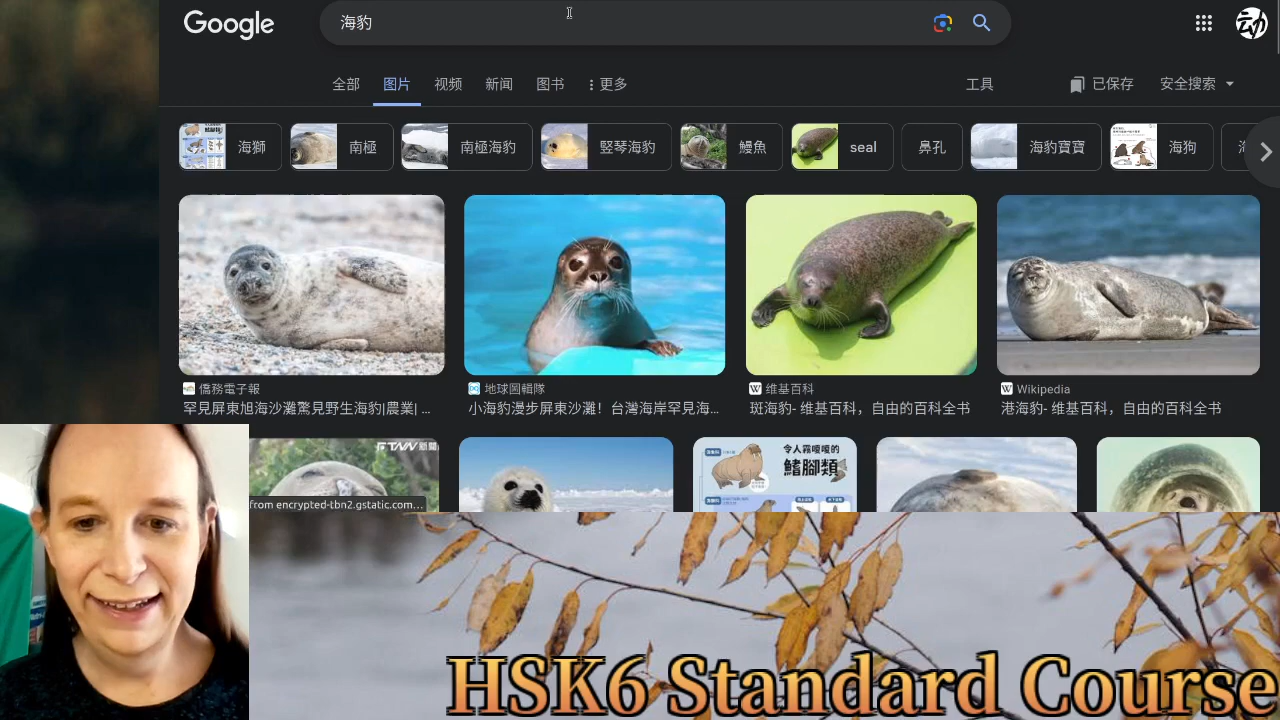 Google
海豹
动
全部
图片
视频
新闻
图书
更多
工具
已保存
安全搜索
海獅
南極海豹
豎琴海豹
鰻魚
seal
鼻孔
海豹寶寶
海狗
僑務電子報
罕見屏東旭海沙灘驚見野生海豹|農業| ...
地球圖輯隊
小海豹漫步屏東沙灘！台灣海岸罕見海...
W 维基百科
斑海豹- 维基百科，自由的百科全书
W Wikipedia
港海豹- 维基百科，自由的百科全书
TNN 新聞
from encrypted-tbn2.gstatic.com...
令人霧嘎嘎的
鰭腳類
HSK6 Standard Course